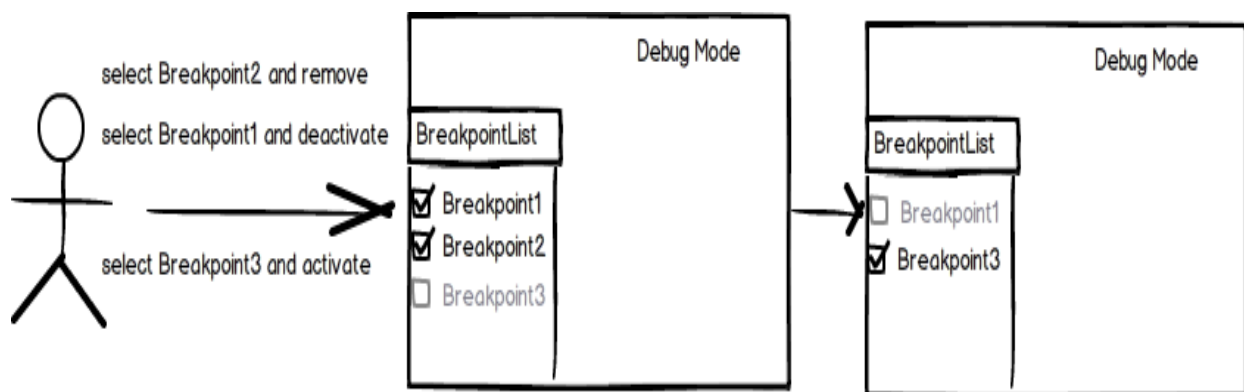 select Breakpoint2 and remove
select Breakpoint1 and deactivate
select Breakpoint3 and activate
Debug Mode
BreakpointList
Breakpoint1
Breakpoint2
Breakpoint3
Debug Mode
BreakpointList
Breakpoint1
Breakpoint3